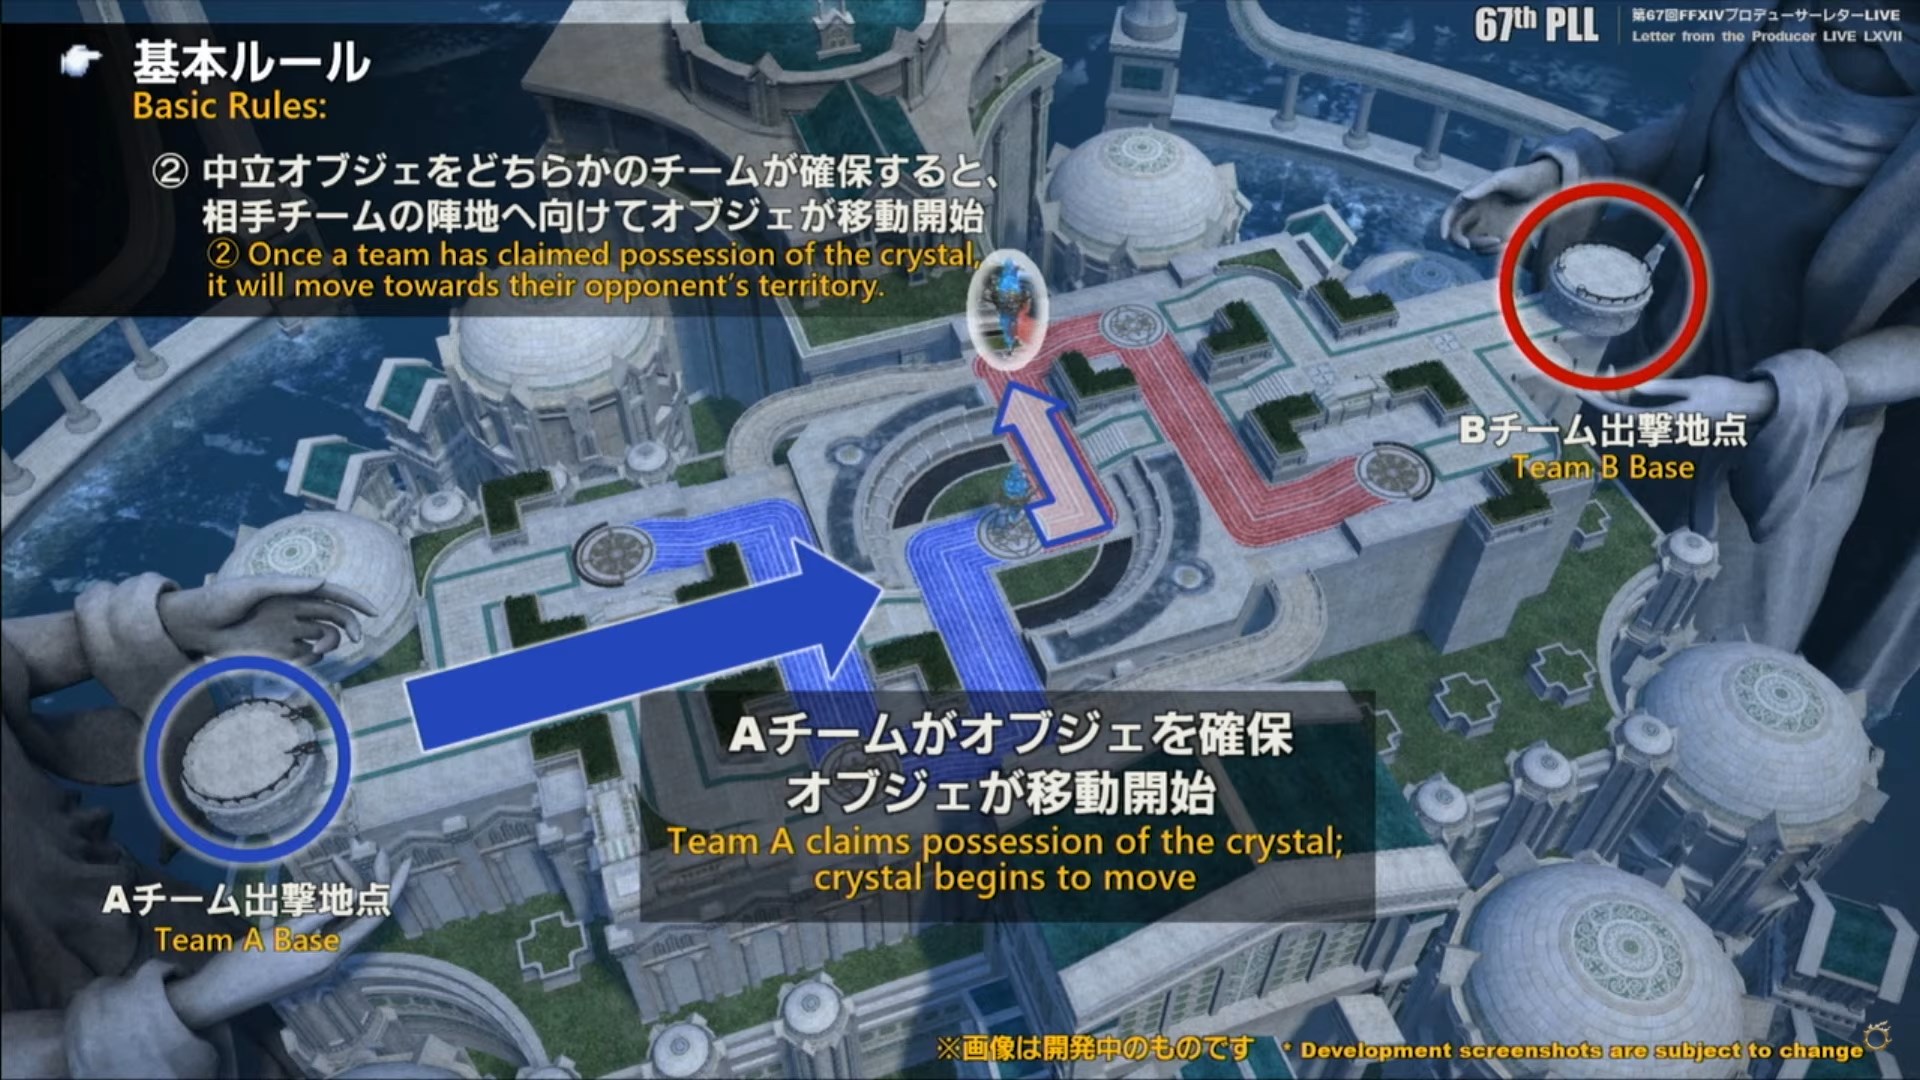 67th PLL
第67回FFXIVプロデューサーレターLIVE
Letter from the Producer LIVE LXVII
基本ルール
Basic Rules:
② 中立オブジェをどちらかのチームが確保すると、
相手チームの陣地へ向けてオブジェが移動開始
② Once a team has claimed possession of the crystal,
it will move towards their opponent's territory.
Bチーム出撃地点
Team B Base
Aチームがオブジェを確保
オブジェが移動開始
Team A claims possession of the crystal;
crystal begins to move
Aチーム出撃地点
Team A Base
※画像は開発中のものです
* Development screenshots are subject to change